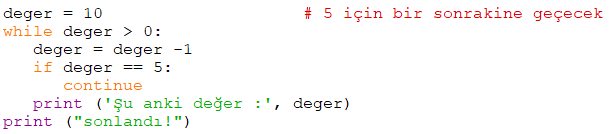 deger = 10                    # 5 için bir sonrakine geçecek
while deger > 0:
   deger = deger -1
   if deger == 5:
      continue
   print ('Şu anki değer :', deger)
print ("sonlandı!")